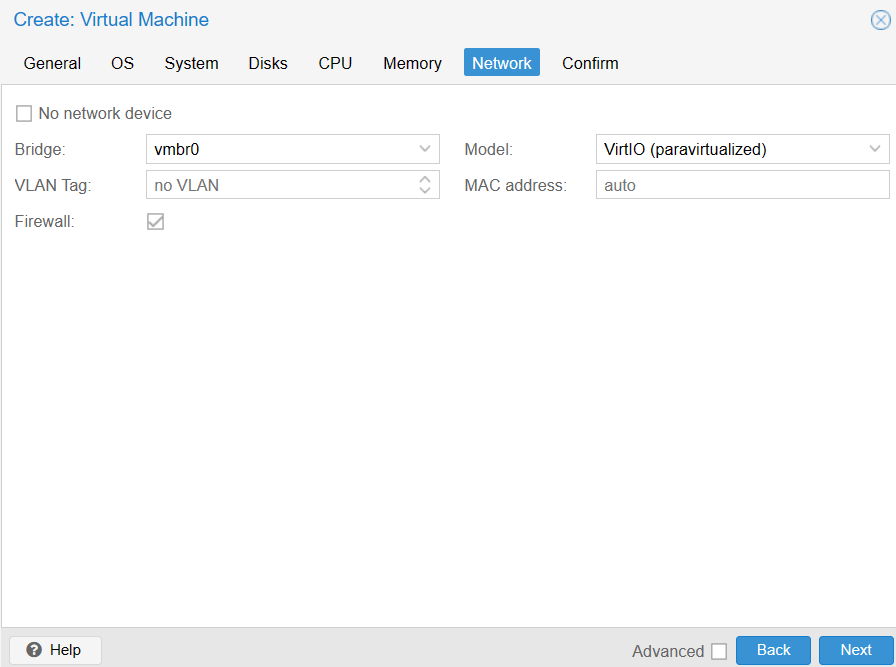 Create: Virtual Machine
General OS System Disks CPU Memory Network Confirm
No network device
Bridge: vmbr0 Model: VirtIO (paravirtualized)
VLAN Tag: no VLAN MAC address: auto
Firewall:
Help Advanced Back Next